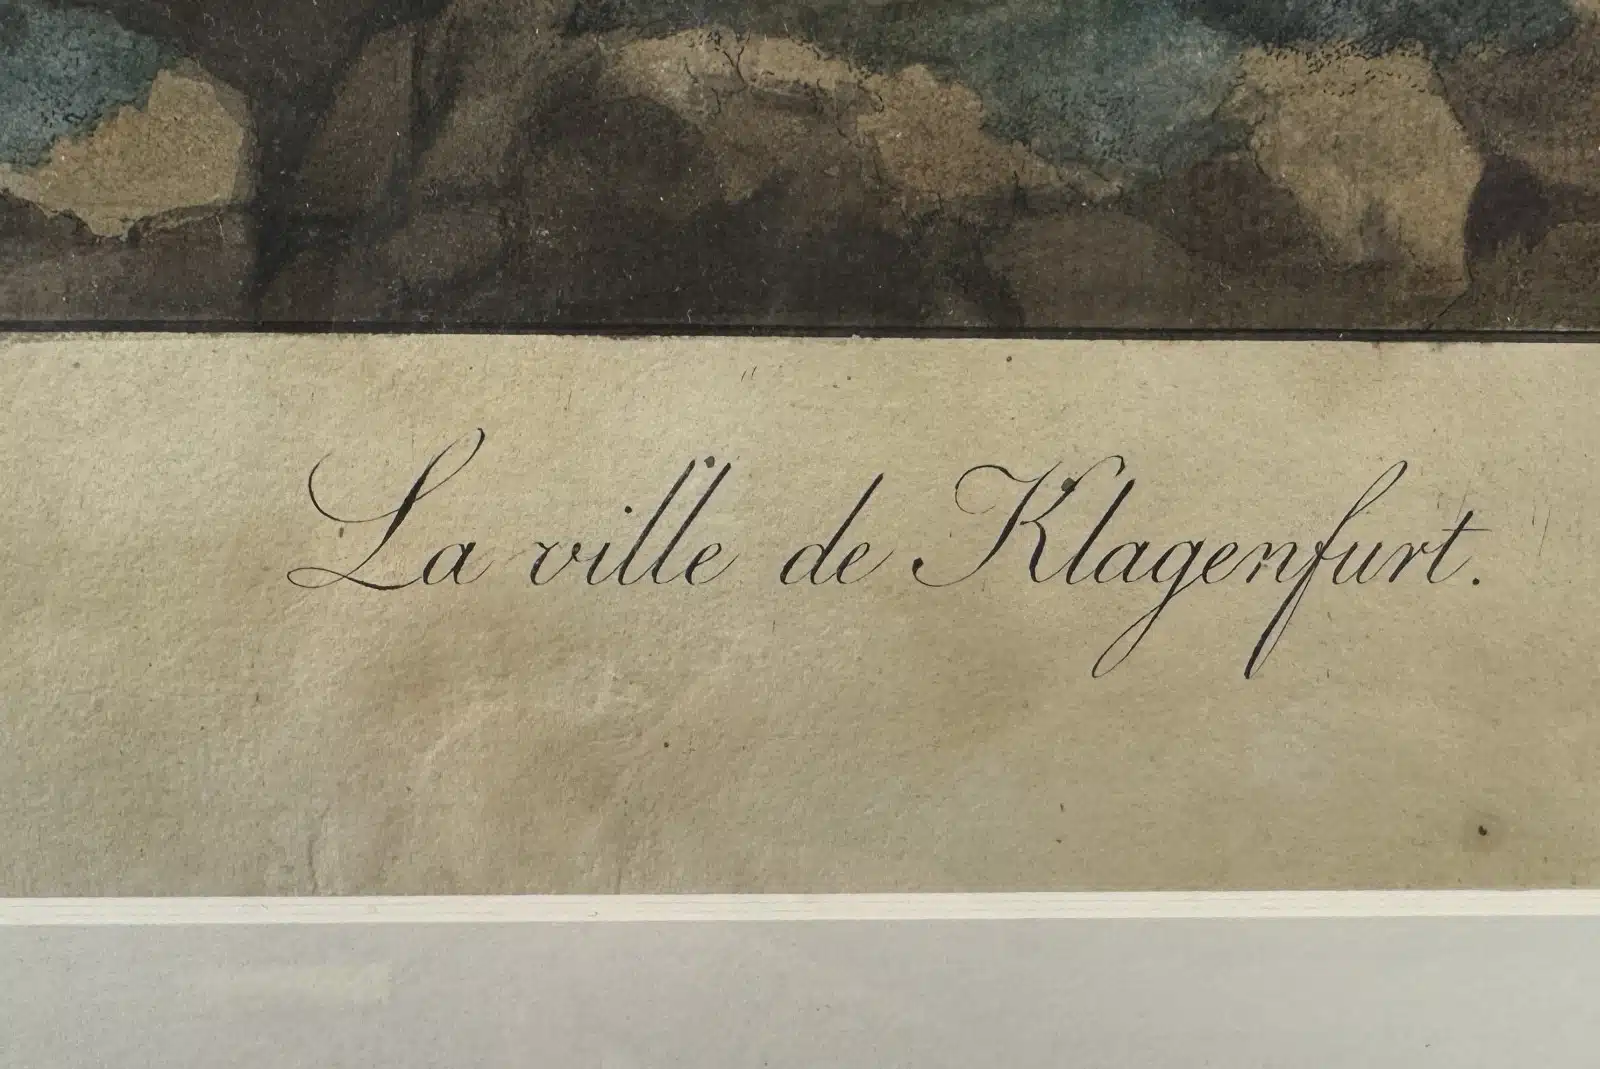 La ville de Klagenfurt.